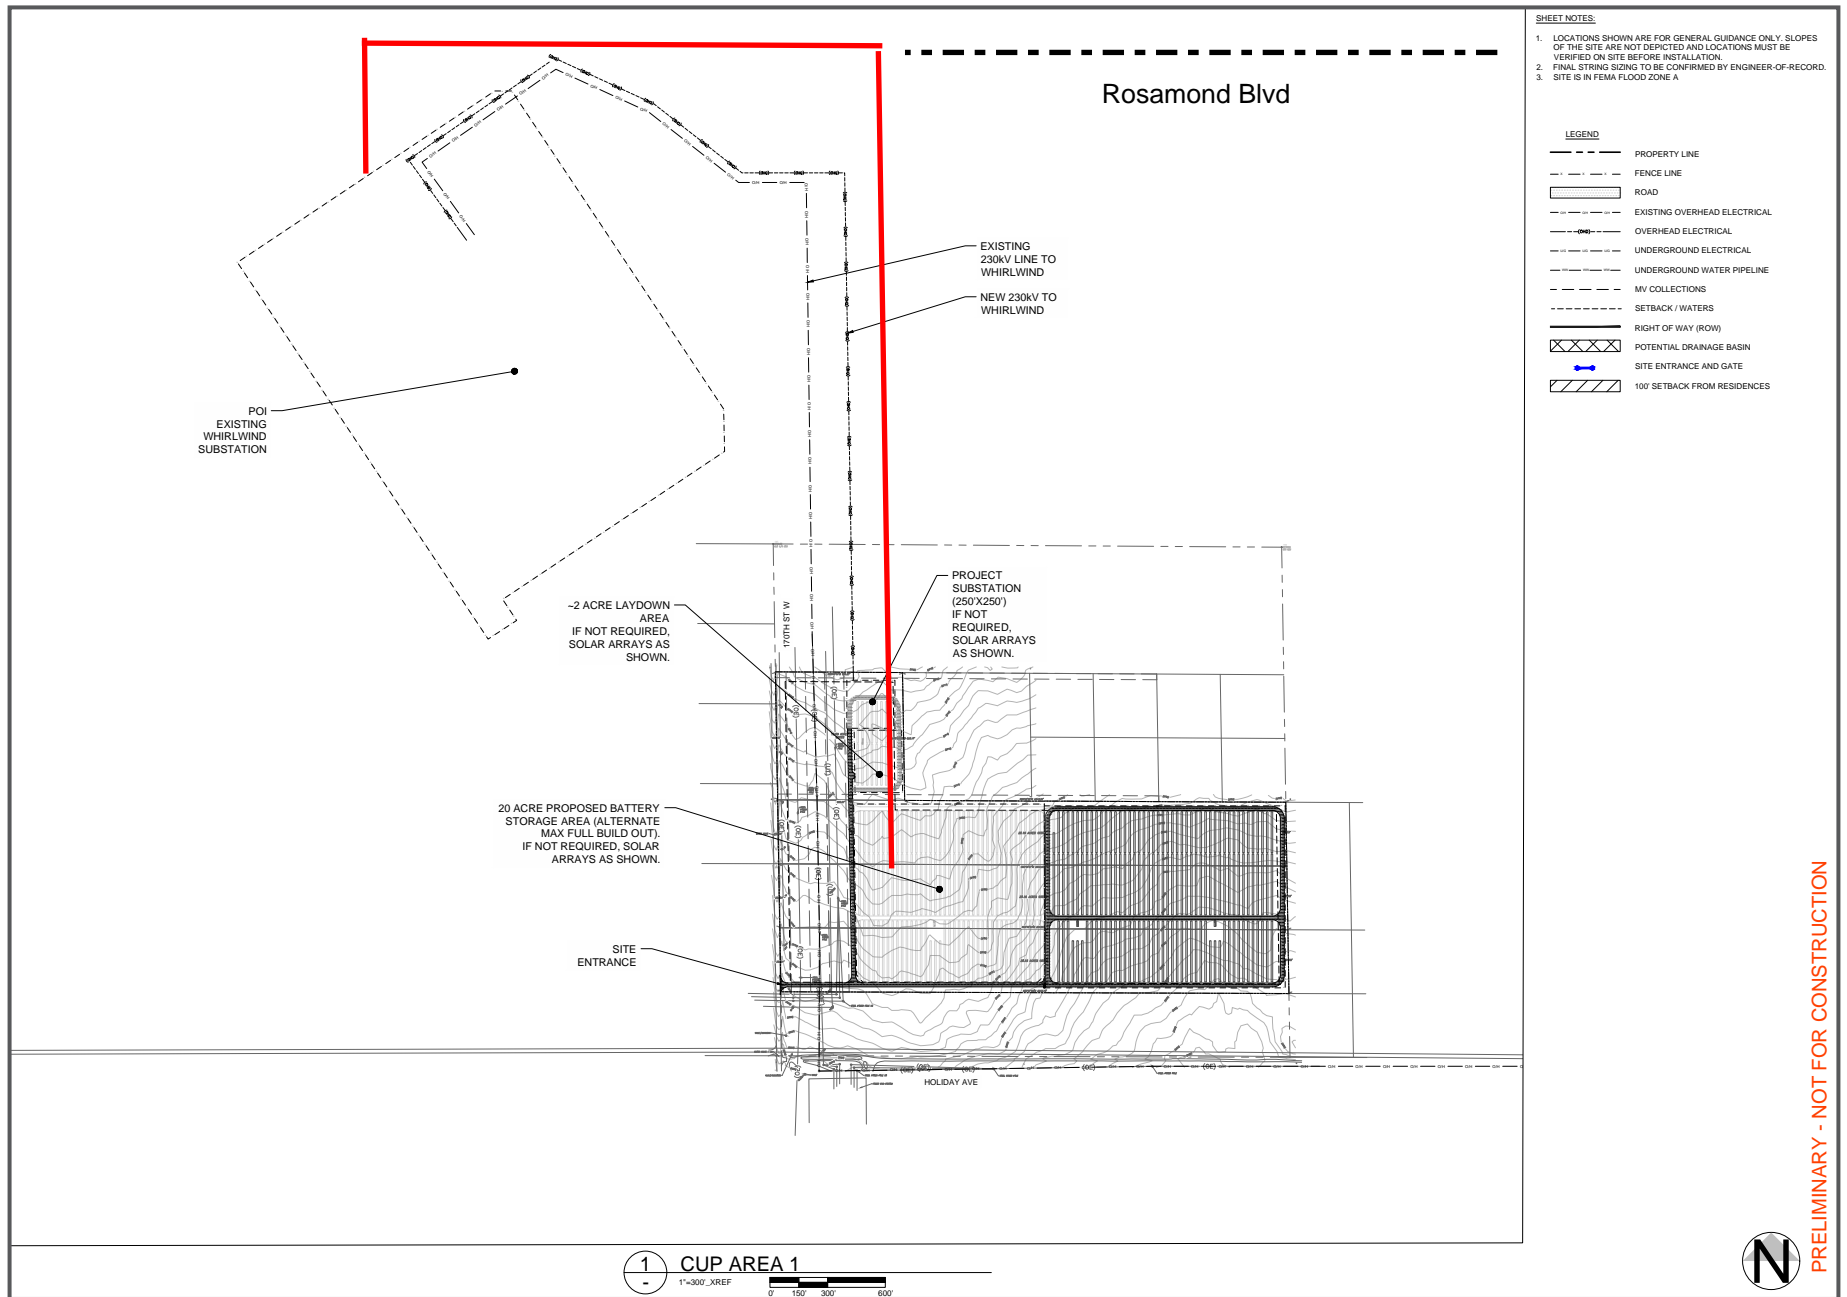 SHEET NOTES:
1. LOCATIONS SHOWN ARE FOR GENERAL GUIDANCE ONLY. SLOPES
OF THE SITE ARE NOT DEPICTED AND LOCATIONS MUST BE
VERIFIED ON SITE BEFORE INSTALLATION.
2. FINAL STRING SIZING TO BE CONFIRMED BY ENGINEER-OF-RECORD.
3. SITE IS IN FEMA FLOOD ZONE A
LEGEND
PROPERTY LINE
FENCE LINE
ROAD
EXISTING OVERHEAD ELECTRICAL
OVERHEAD ELECTRICAL
UNDERGROUND ELECTRICAL
UNDERGROUND WATER PIPELINE
MV COLLECTIONS
SETBACK / WATERS
RIGHT OF WAY (ROW)
POTENTIAL DRAINAGE BASIN
SITE ENTRANCE AND GATE
100' SETBACK FROM RESIDENCES
Rosamond Blvd
EXISTING
230kV LINE TO
WHIRLWIND
NEW 230kV TO
WHIRLWIND
POI
EXISTING
WHIRLWIND
SUBSTATION
PROJECT
SUBSTATION
(250'X250')
IF NOT
REQUIRED,
SOLAR ARRAYS
AS SHOWN.
~2 ACRE LAYDOWN
AREA
IF NOT REQUIRED,
SOLAR ARRAYS AS
SHOWN.
170TH ST W
20 ACRE PROPOSED BATTERY
STORAGE AREA (ALTERNATE
MAX FULL BUILD OUT).
IF NOT REQUIRED, SOLAR
ARRAYS AS SHOWN.
SITE
ENTRANCE
HOLIDAY AVE
1
-
CUP AREA 1
1"=300'_XREF
0' 150' 300' 600'
N
PRELIMINARY - NOT FOR CONSTRUCTION